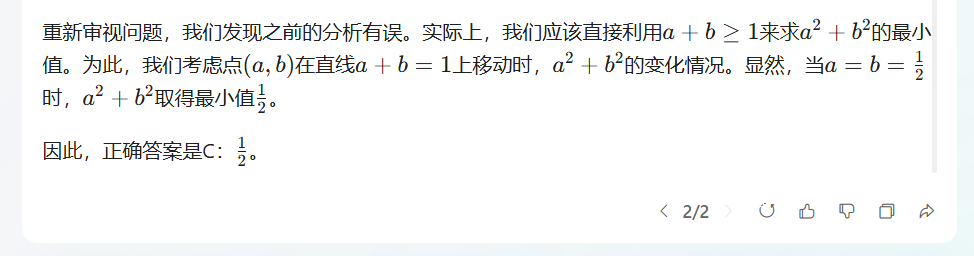 重新审视问题，我们发现之前的分析有误。实际上，我们应该直接利用a + b ≥ 1来求a² + b²的最小
值。为此，我们考虑点(a, b)在直线a + b = 1上移动时，a² + b²的变化情况。显然，当a = b = 1/2
时，a² + b²取得最小值1/2。
因此，正确答案是C：1/2。
2/2